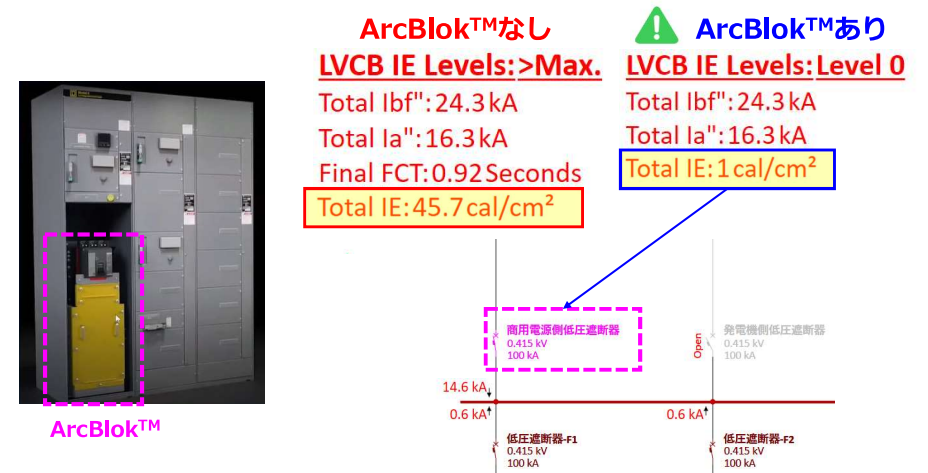 ArcBlok™なし
LVCB IE Levels:>Max.
Total Ibf":24.3kA
Total Ia":16.3kA
Final FCT:0.92Seconds
Total IE:45.7cal/cm²
ArcBlok™あり
LVCB IE Levels:Level 0
Total Ibf":24.3kA
Total Ia":16.3kA
Total IE:1cal/cm²
ArcBlok™
商用電源側低圧遮断器
0.415 kV
100 kA
Open
発電機側低圧遮断器
0.415 kV
100 kA
14.6 kA
0.6 kA
0.6 kA
低圧遮断器-F1
0.415 kV
100 kA
低圧遮断器-F2
0.415 kV
100 kA